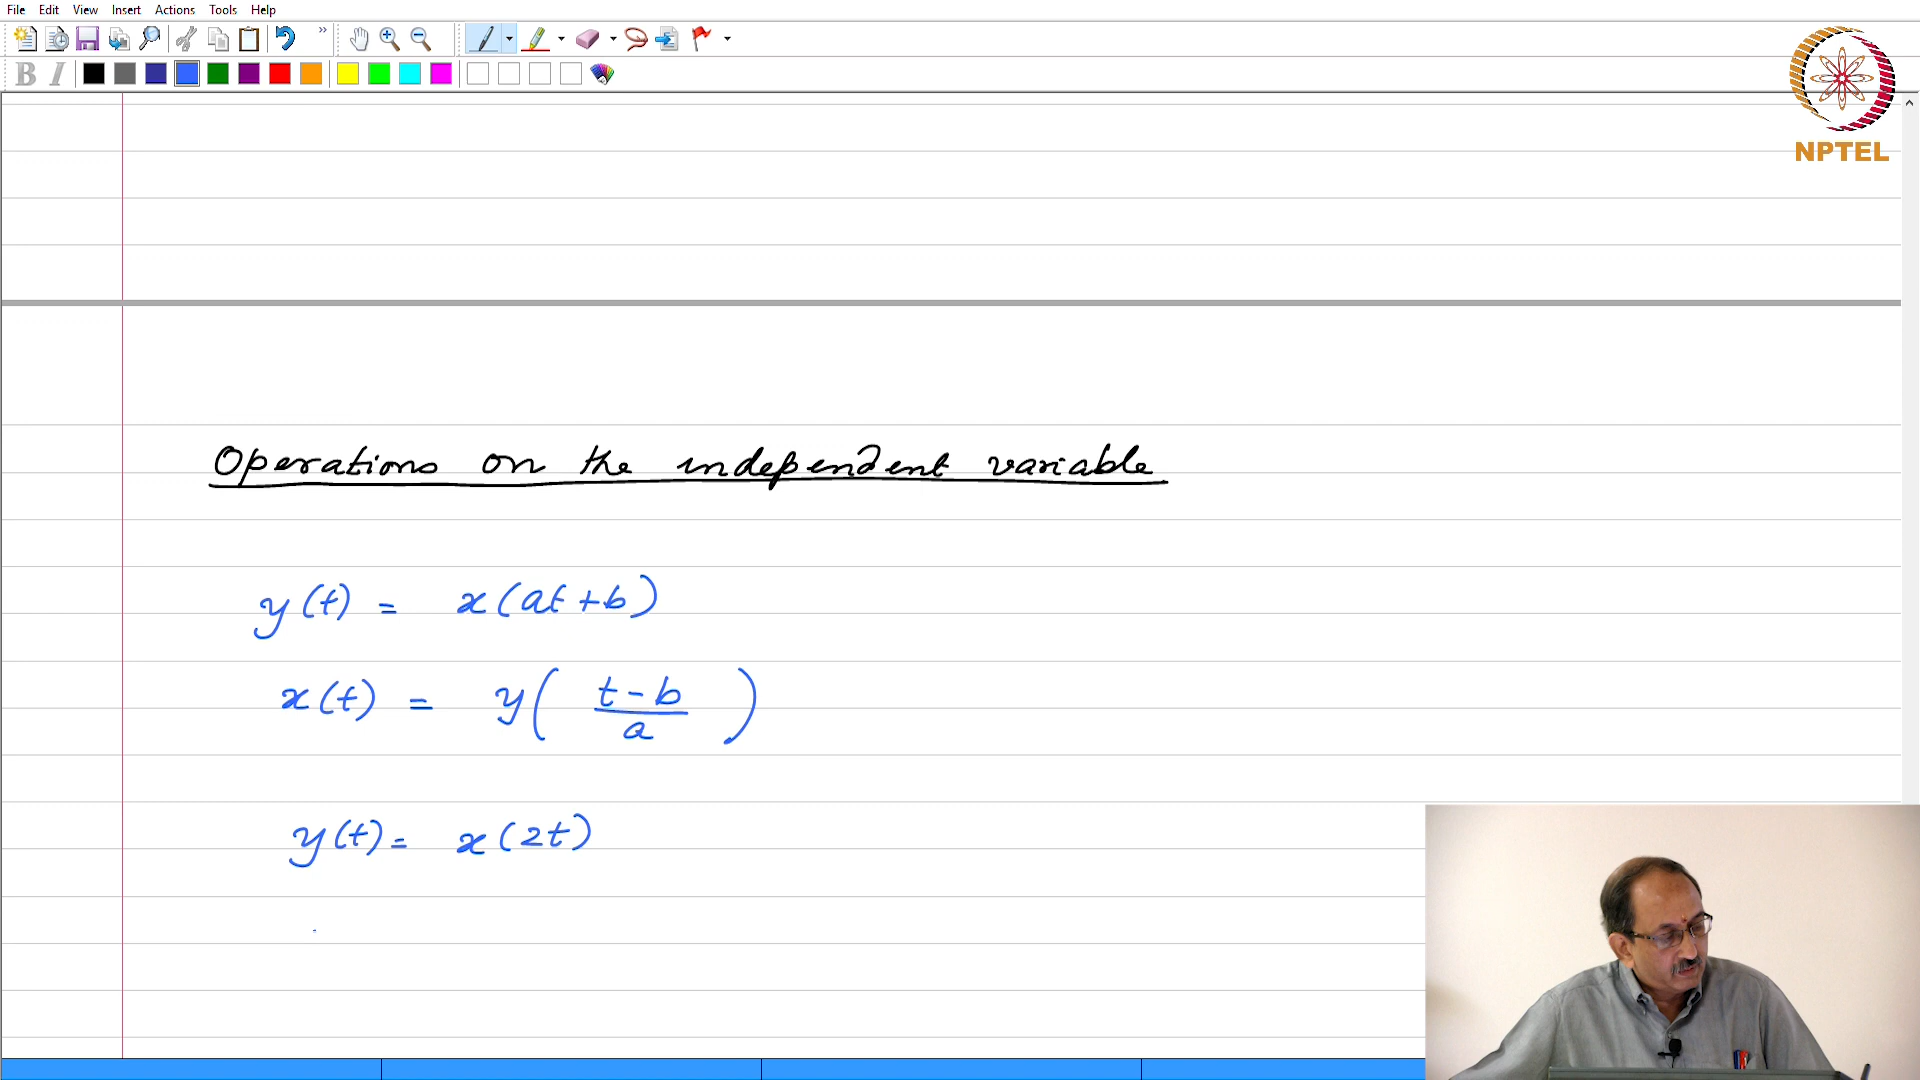 File Edit View Insert Actions Tools Help
B I
NPTEL
Operations on the independent variable
y(t) = x(at+b)
x(t) = y( (t-b)/a )
y(t) = x(2t)